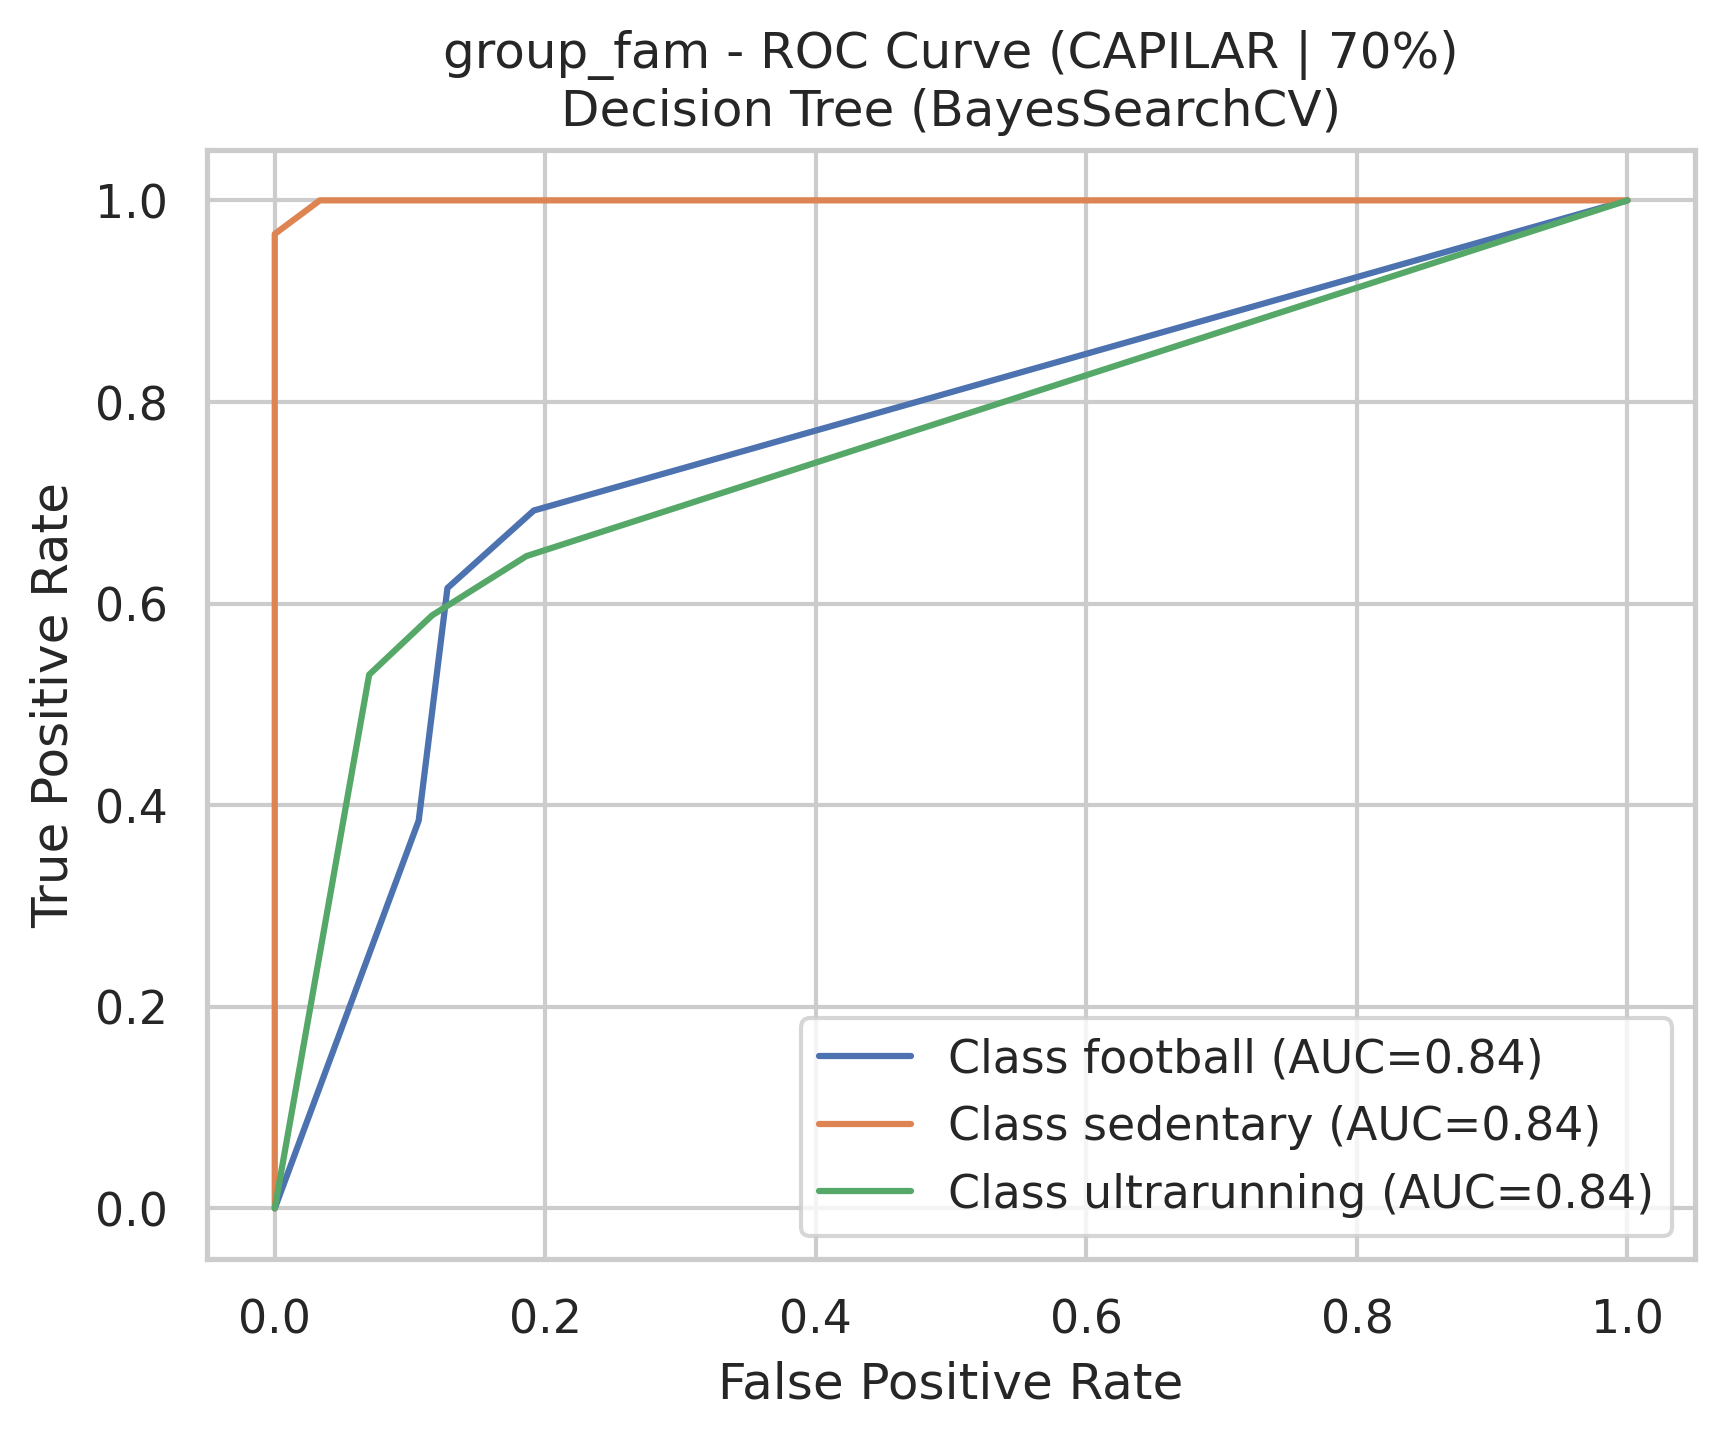 group_fam - ROC Curve (CAPILAR | 70%)
Decision Tree (BayesSearchCV)
1.0
0.8
0.6
0.4
0.2
0.0
True Positive Rate
Class football (AUC=0.84)
Class sedentary (AUC=0.84)
Class ultrarunning (AUC=0.84)
0.0 0.2 0.4 0.6 0.8 1.0
False Positive Rate